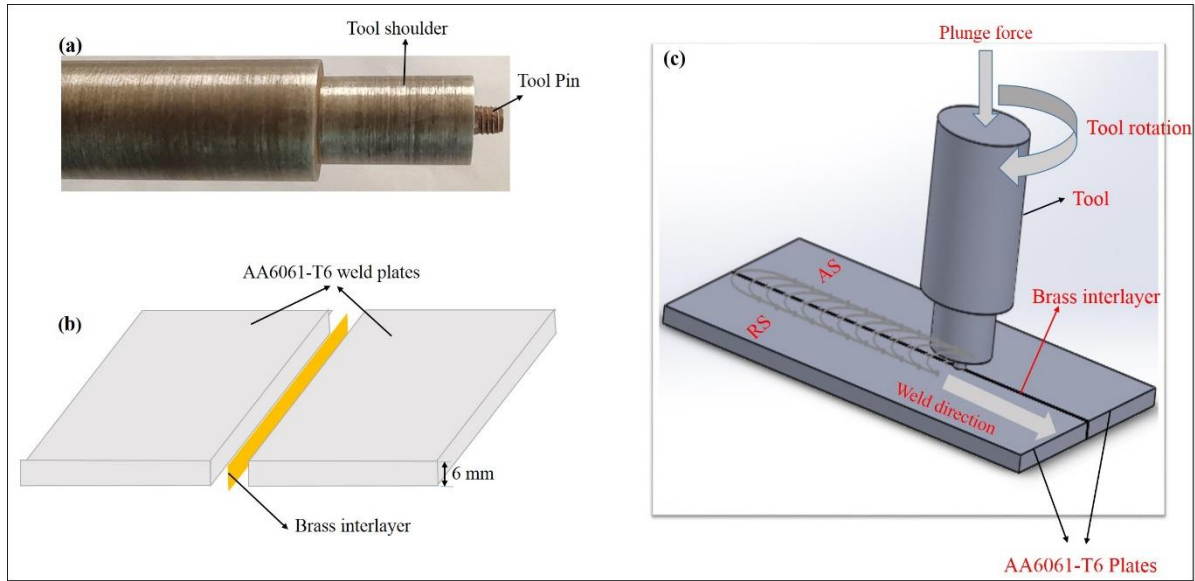 (a)
Tool shoulder
Tool Pin
AA6061-T6 weld plates
(b)
6 mm
Brass interlayer
(c)
Plunge force
Tool rotation
Tool
Brass interlayer
AS
RS
Weld direction
AA6061-T6 Plates